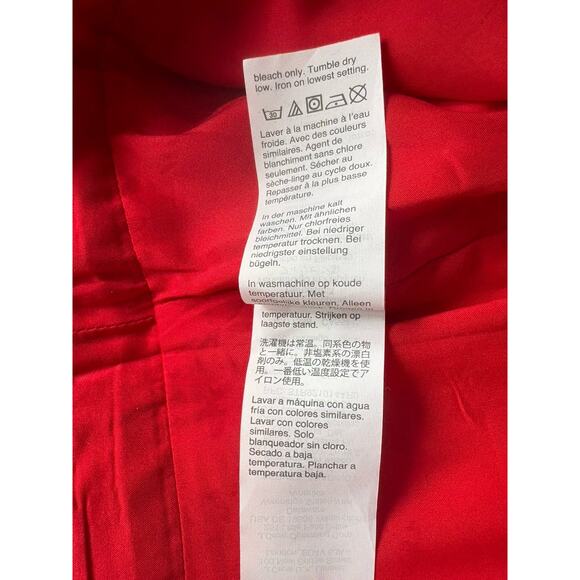 bleach only. Tumble dry
low. Iron on lowest setting.
30
Laver à la machine à l'eau
froide. Avec des couleurs
similaires. Agent de
blanchiment sans chlore
seulement. Sécher au
sèche-linge au cycle doux.
Repasser à la plus basse
température.
In der maschine kalt
waschen. Mit ähnlichen
farben. Nur chlorfreies
bleichmittel. Bei niedriger
temperatur trocknen. Bei
niedrigster einstellung
bügeln.
In wasmachine op koude
temperatuur. Met
soortgelijke kleuren. Alleen
temperatuur. Strijken op
laagste stand.
洗濯機は常温。同系色の物
と一緒に。非塩素系の漂白
剤のみ。低温の乾燥機を使
用。一番低い温度設定でア
イロン使用。
Lavar a máquina con agua
fría con colores similares.
Lavar con colores
similares. Solo
blanqueador sin cloro.
Secado a baja
temperatura. Planchar a
temperatura baja.